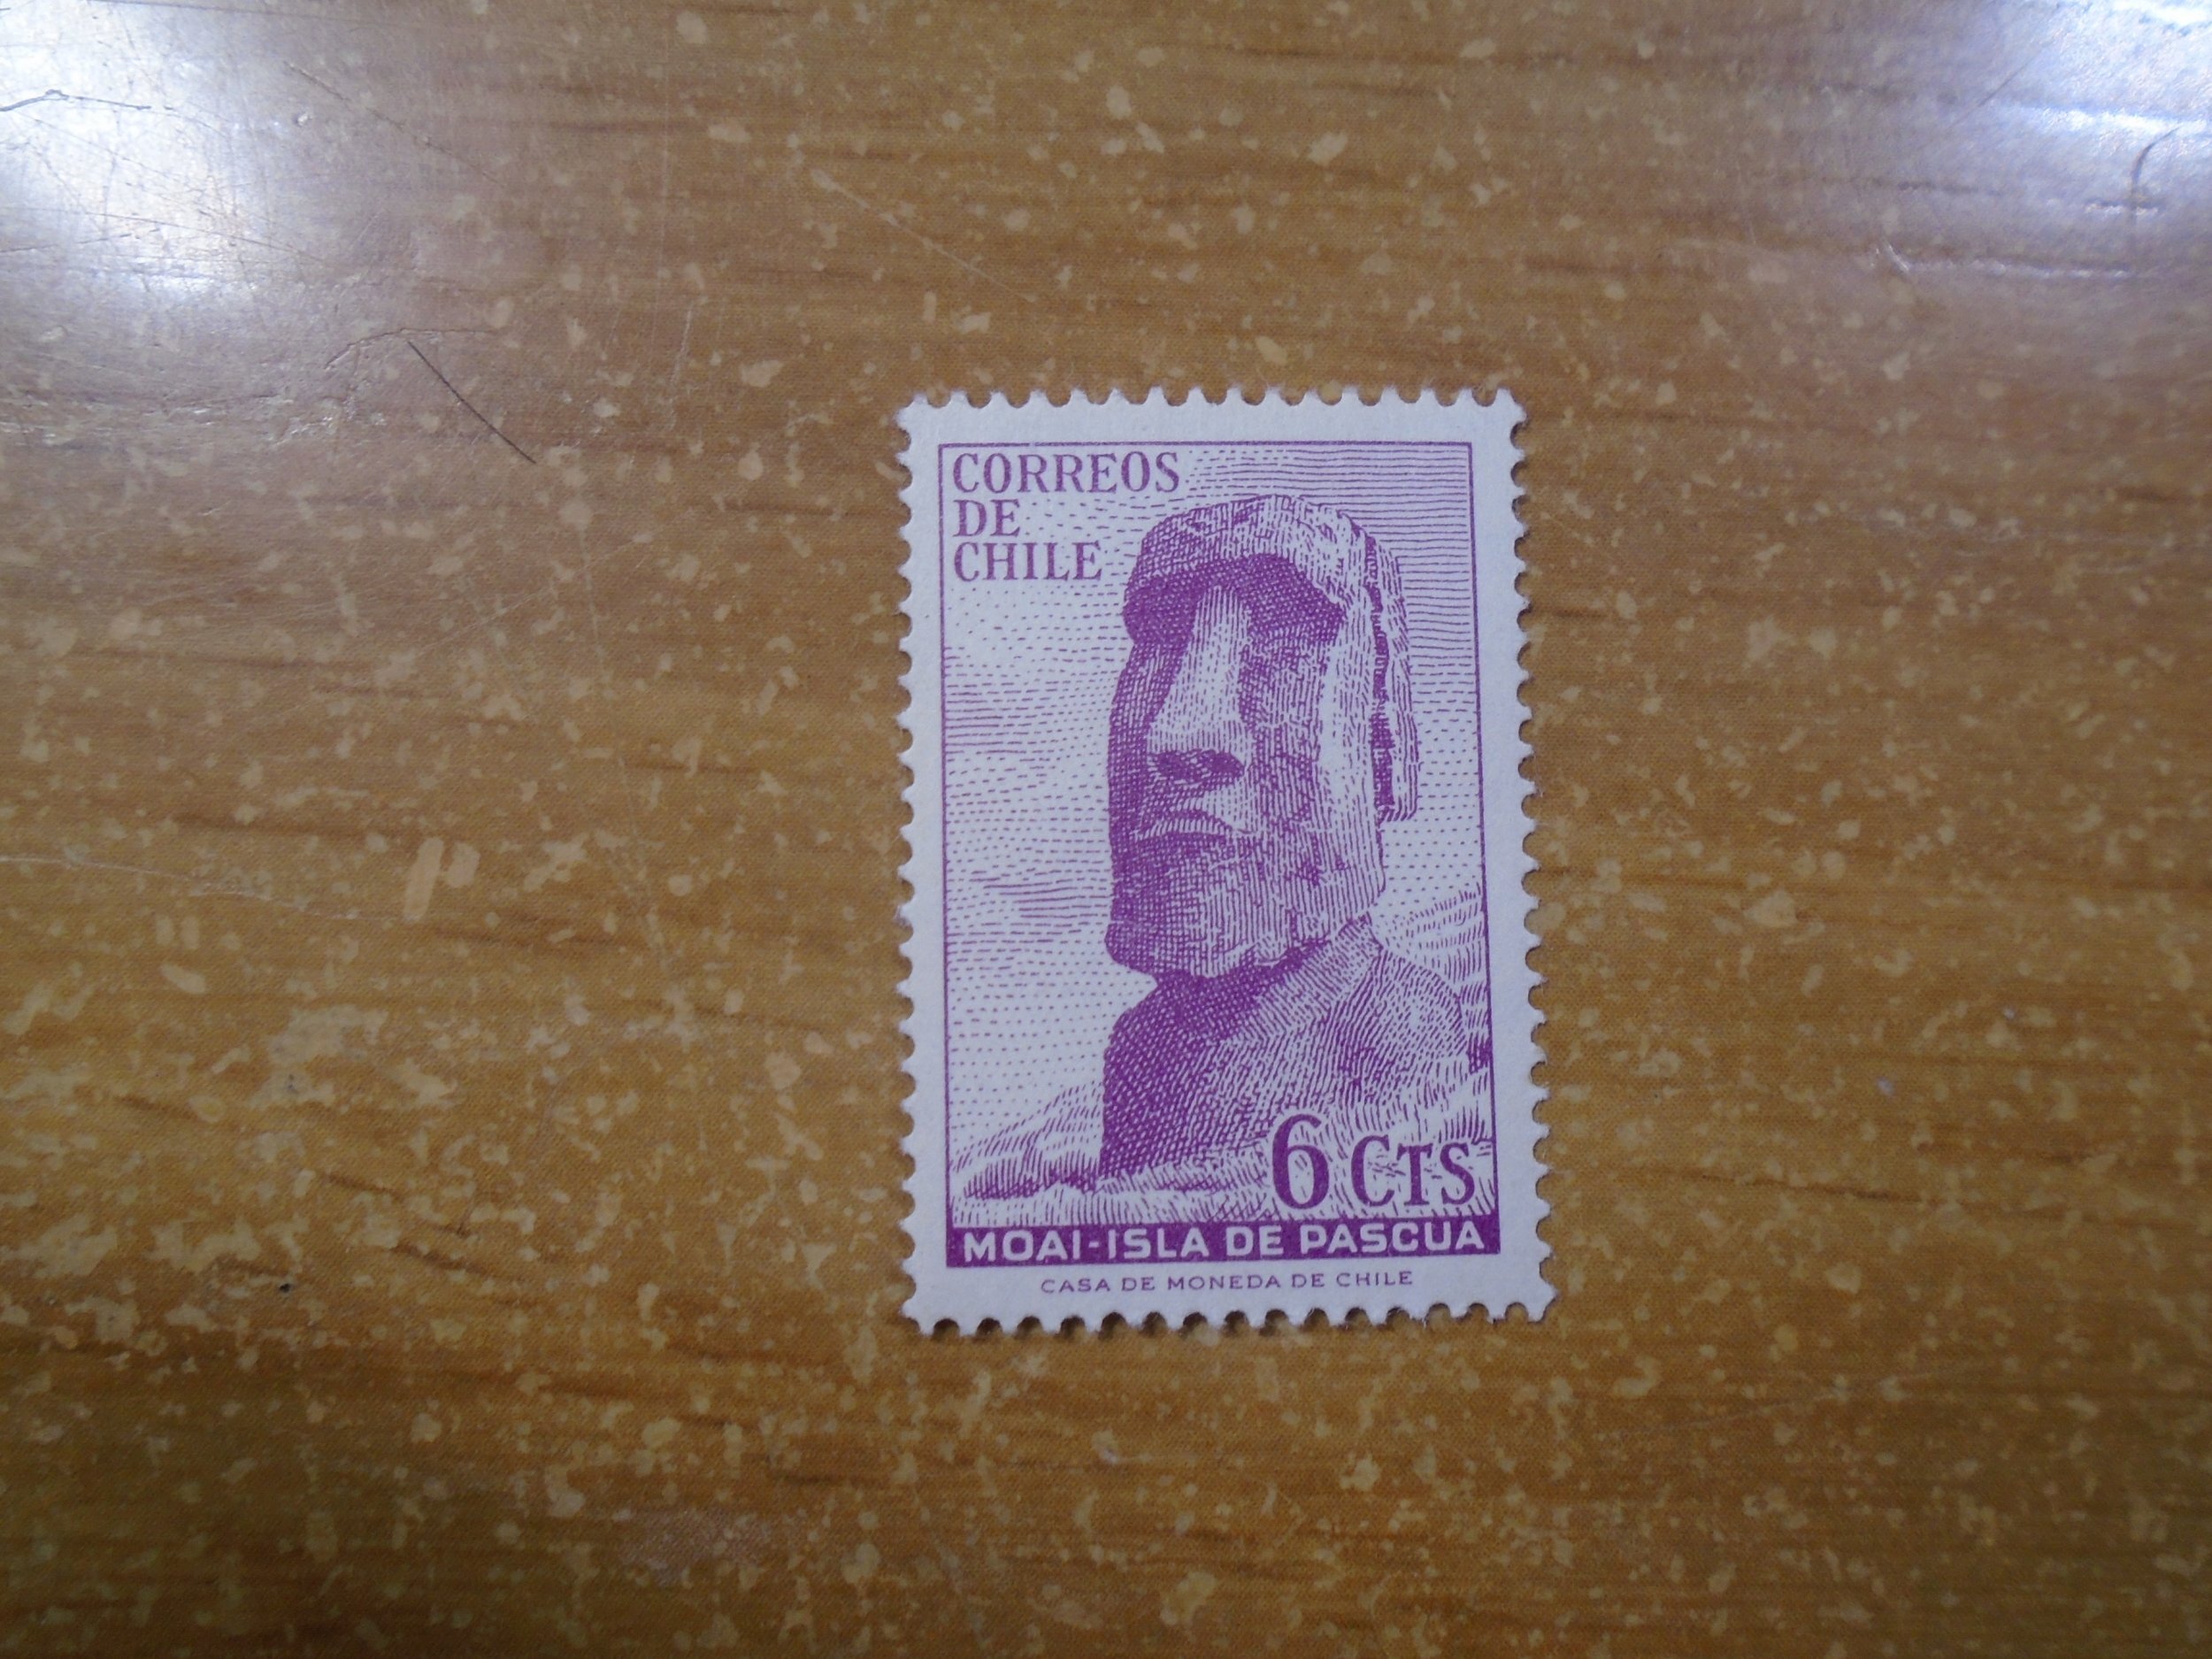 CORREOS
DE
CHILE
6 CTS
MOAI-ISLA DE PASCUA
CASA DE MONEDA DE CHILE